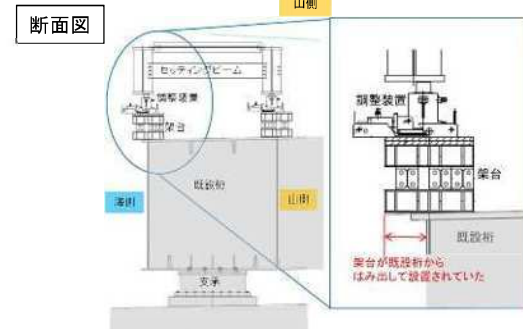 山側
断面図
セッティングビーム
調整装置
架台
既設桁
海側
山側
支承
調整装置
架台
既設桁
架台が既設桁から
はみ出して設置されていた